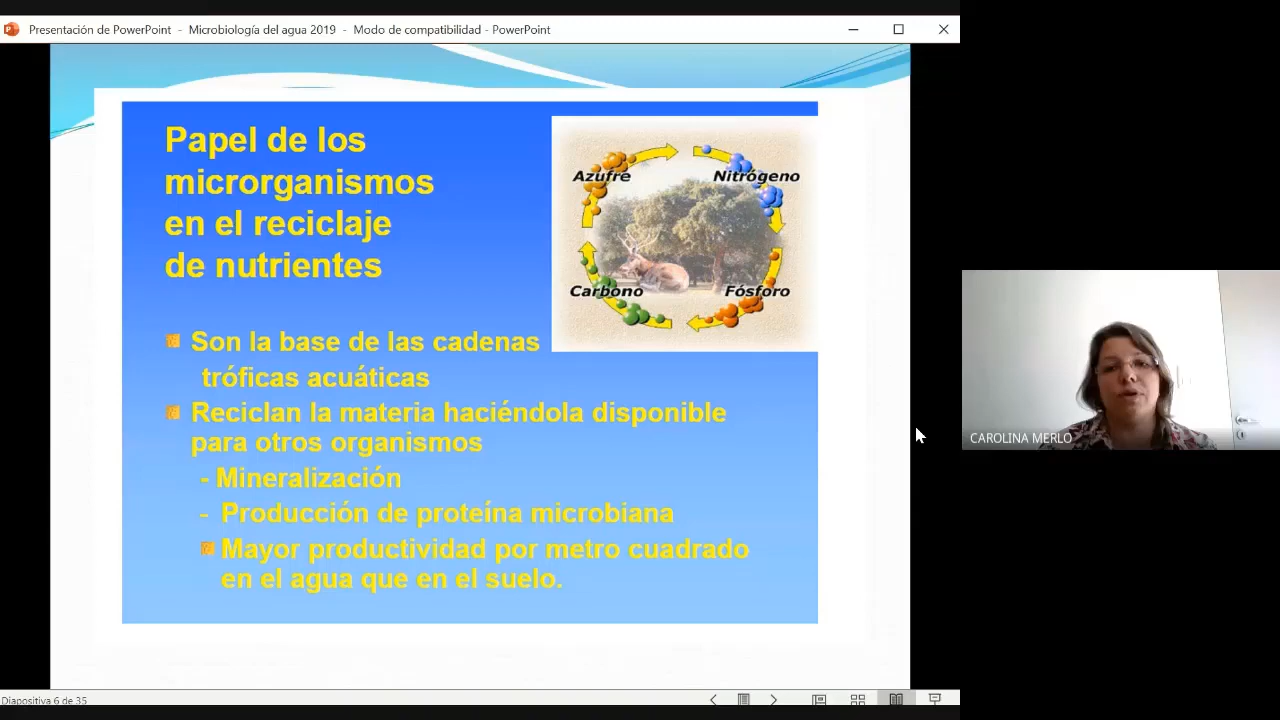 Presentación de PowerPoint - Microbiología del agua 2019 - Modo de compatibilidad - PowerPoint
Papel de los
microrganismos
en el reciclaje
de nutrientes
Azufre
Nitrógeno
Carbono
Fósforo
Son la base de las cadenas
tróficas acuáticas
Reciclan la materia haciéndola disponible
para otros organismos
- Mineralización
- Producción de proteína microbiana
Mayor productividad por metro cuadrado
en el agua que en el suelo.
CAROLINA MERLO
Diapositiva 6 de 35